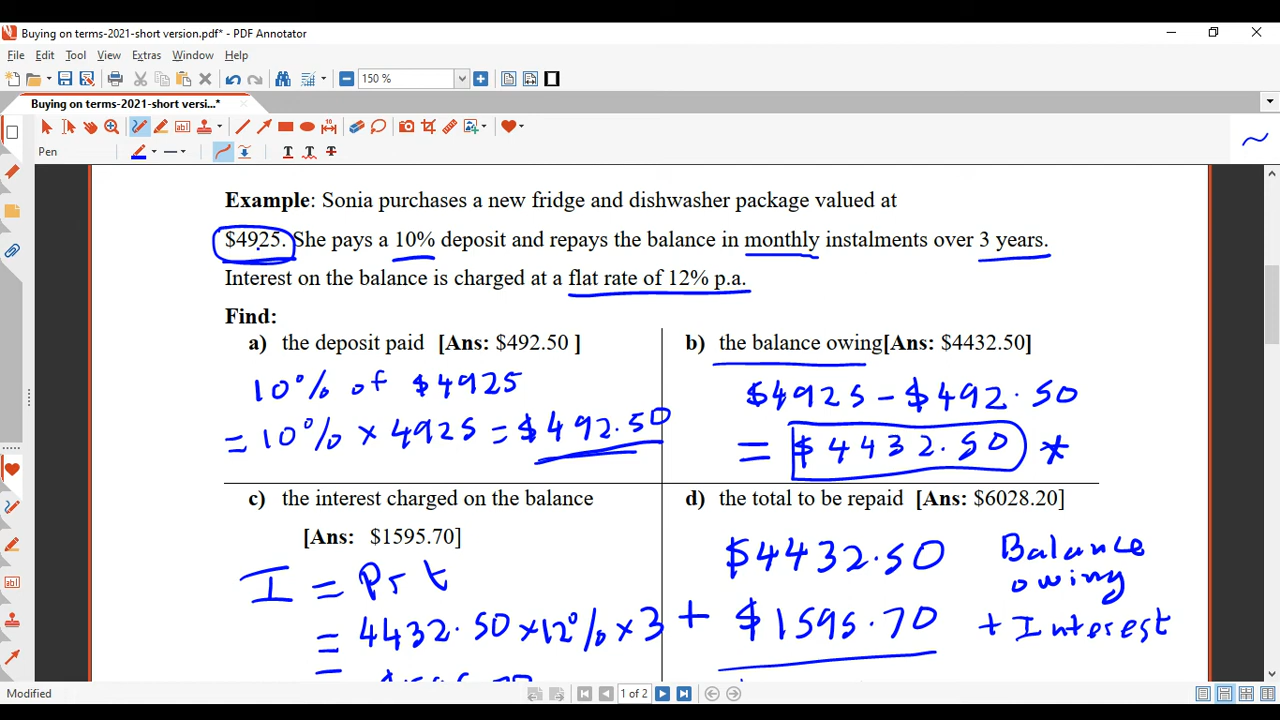 Buying on terms-2021-short version.pdf* - PDF Annotator
File Edit Tool View Extras Window Help
150 %
Buying on terms-2021-short versi...*
Pen
Example: Sonia purchases a new fridge and dishwasher package valued at
$4925. She pays a 10% deposit and repays the balance in monthly instalments over 3 years.
Interest on the balance is charged at a flat rate of 12% p.a.
Find:
a) the deposit paid [Ans: $492.50 ]
10% of $4925
= 10% × 4925 = $492.50
b) the balance owing[Ans: $4432.50]
$4925 - $492.50
= $4432.50 *
c) the interest charged on the balance
[Ans: $1595.70]
I = Prt
= 4432.50 × 12% × 3
=
d) the total to be repaid [Ans: $6028.20]
$4432.50
+ $1595.70
Balance
owing
+ Interest
Modified
1 of 2